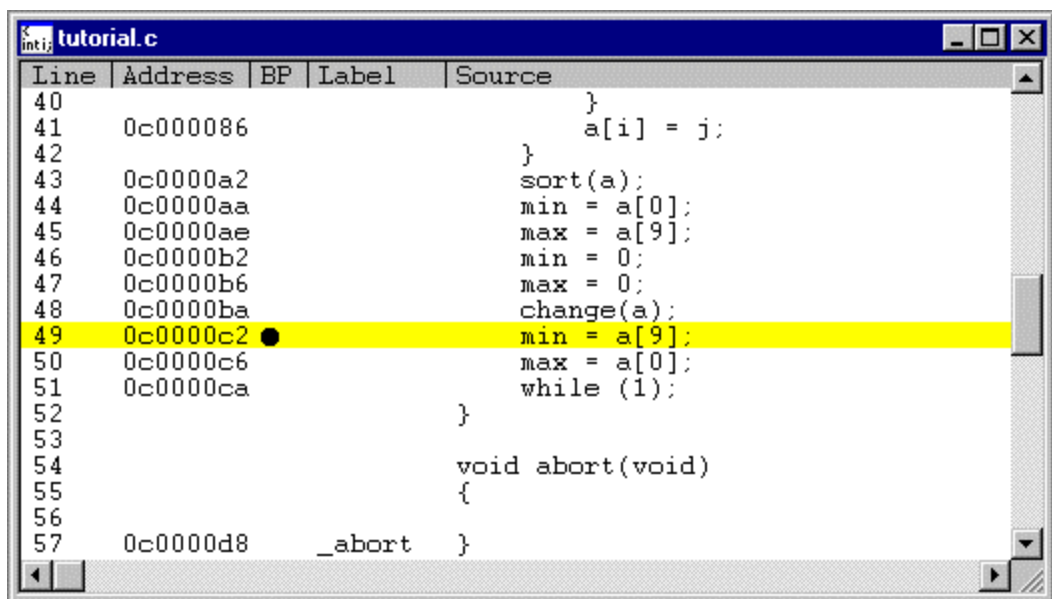 int i; tutorial.c
Line Address BP Label Source
40 }
41 0c000086 a[i] = j;
42 }
43 0c0000a2 sort(a);
44 0c0000aa min = a[0];
45 0c0000ae max = a[9];
46 0c0000b2 min = 0;
47 0c0000b6 max = 0;
48 0c0000ba change(a);
49 0c0000c2 ● min = a[9];
50 0c0000c6 max = a[0];
51 0c0000ca while (1);
52 }
53
54 void abort(void)
55 {
56
57 0c0000d8 _abort }